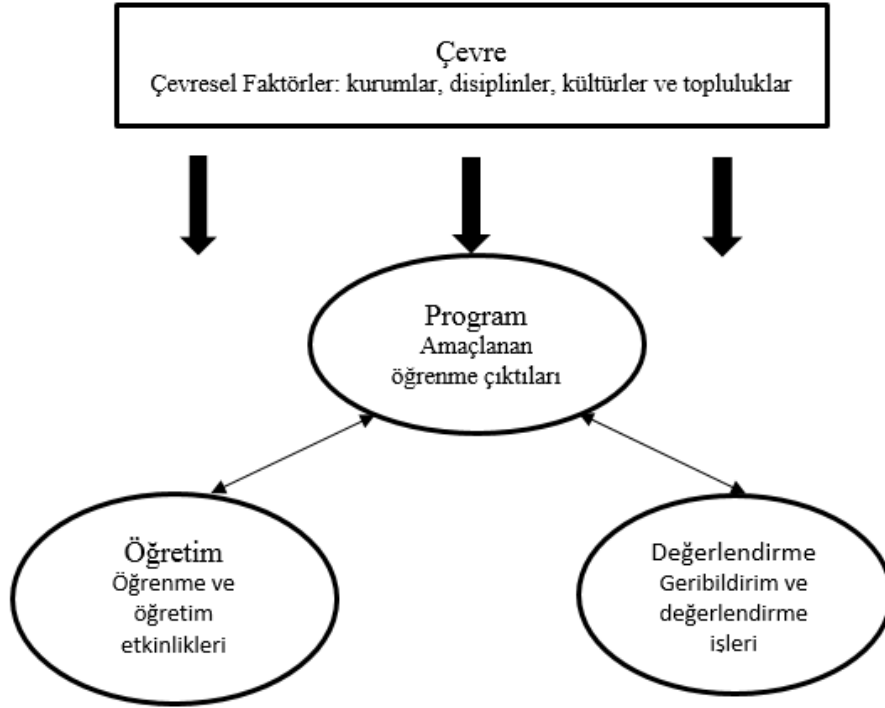 Çevre
Çevresel Faktörler: kurumlar, disiplinler, kültürler ve topluluklar
Program
Amaçlanan
öğrenme çıktıları
Öğretim
Öğrenme ve
öğretim
etkinlikleri
Değerlendirme
Geribildirim ve
değerlendirme
işleri